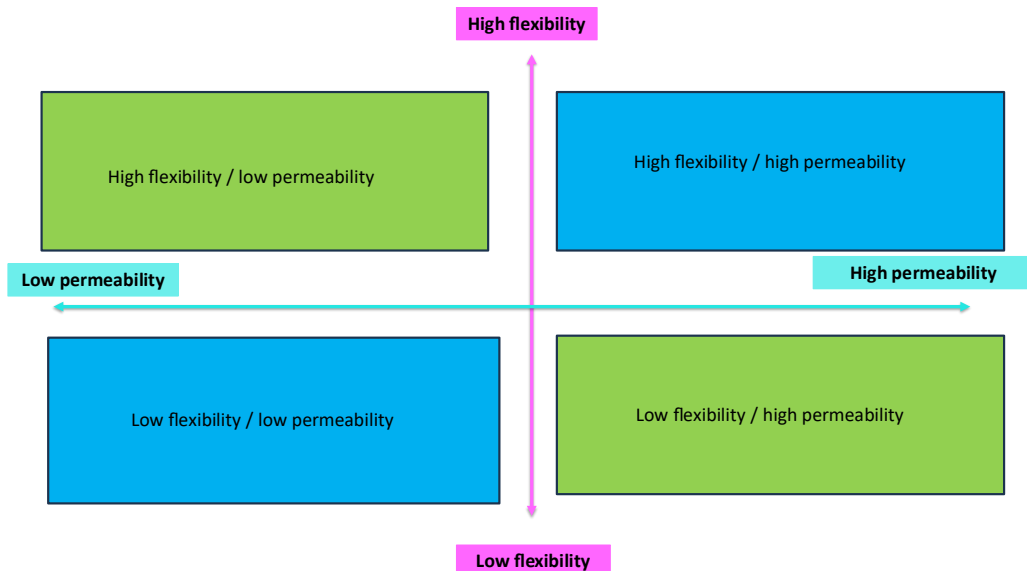 High flexibility
High flexibility / low permeability
High flexibility / high permeability
Low permeability
High permeability
Low flexibility / low permeability
Low flexibility / high permeability
Low flexibility